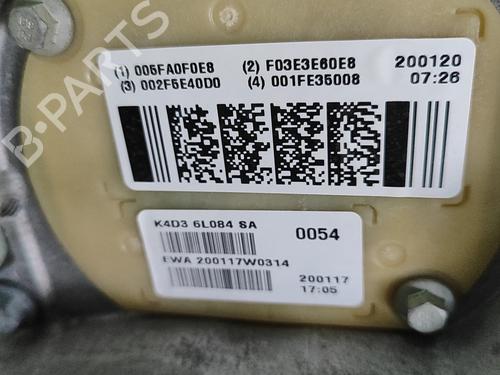 (1) 005FA0F0E8 (2) F03E3E60E8 200120
(3) 002F5E40D0 (4) 001FE35008 07:26
K4D3 6L084 SA 0054
EWA 200117W0314 200117
17:05
B-PARTS